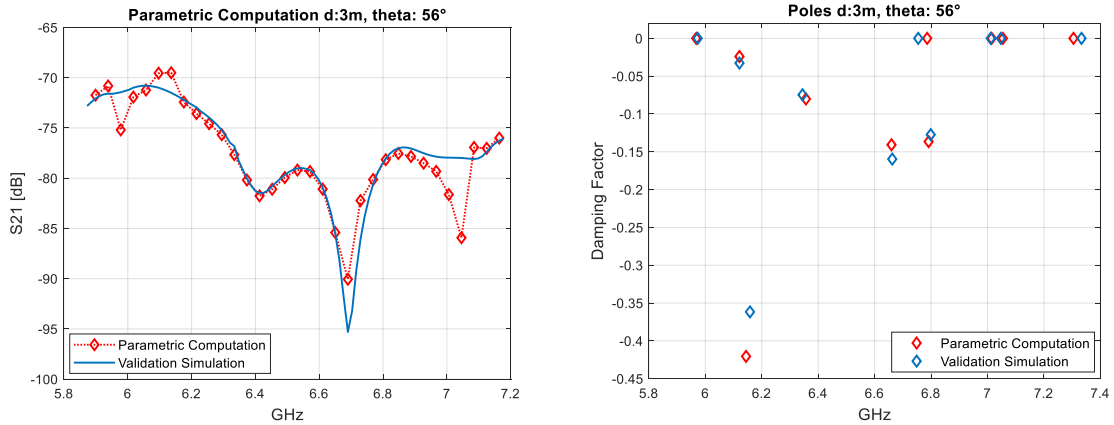 Parametric Computation d:3m, theta: 56°
-65
-70
-75
-80
-85
-90
-95
-100
S21 [dB]
Parametric Computation
Validation Simulation
5.8 6 6.2 6.4 6.6 6.8 7 7.2
GHz
Poles d:3m, theta: 56°
0
-0.05
-0.1
-0.15
-0.2
-0.25
-0.3
-0.35
-0.4
-0.45
Damping Factor
Parametric Computation
Validation Simulation
5.8 6 6.2 6.4 6.6 6.8 7 7.2 7.4
GHz